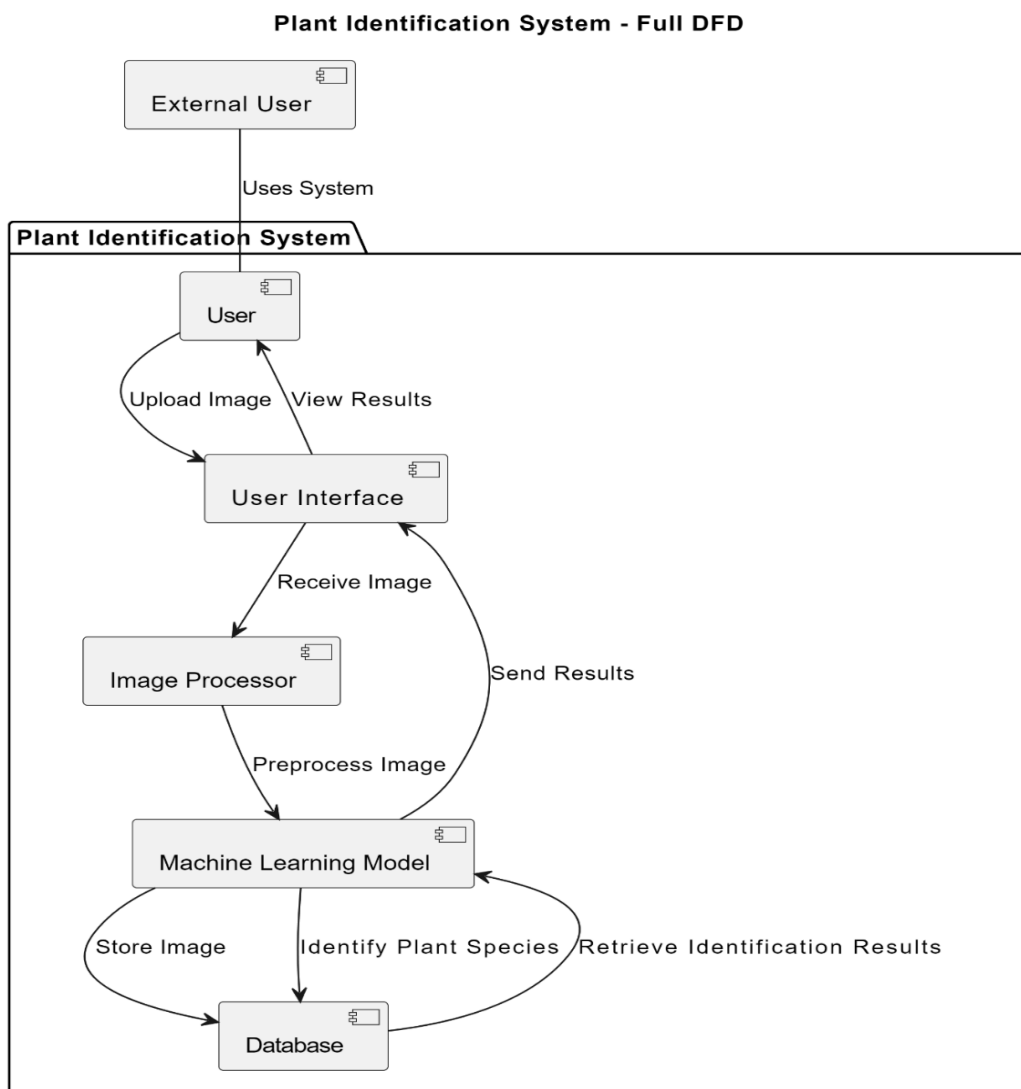 Plant Identification System - Full DFD
External User
Uses System
Plant Identification System
User
Upload Image
View Results
User Interface
Receive Image
Image Processor
Send Results
Preprocess Image
Machine Learning Model
Store Image
Identify Plant Species
Retrieve Identification Results
Database